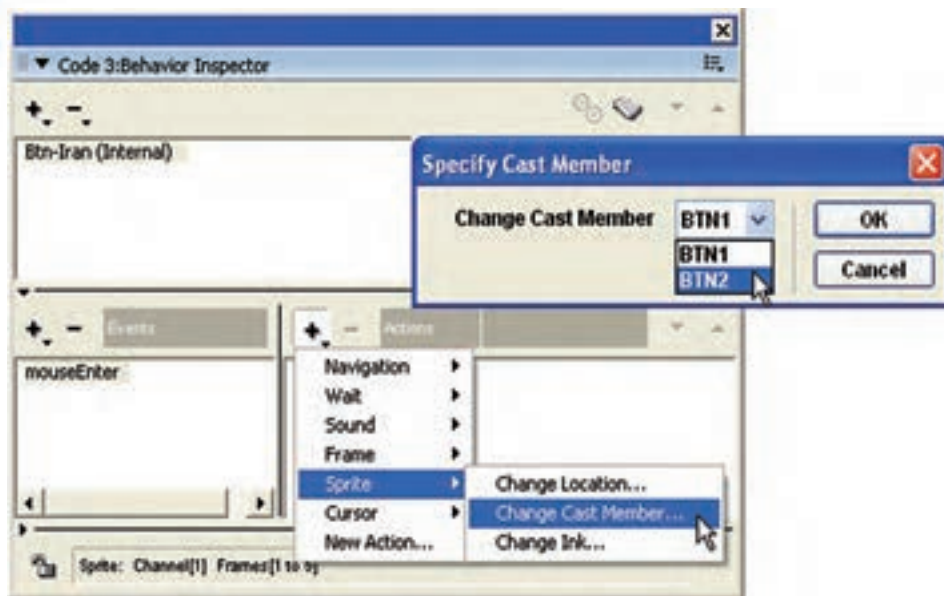 Code 3:Behavior Inspector
Btn-Iran (Internal)
Specify Cast Member
Change Cast Member
BTN1
BTN1
BTN2
OK
Cancel
Events
Actions
mouseEnter
Navigation
Wait
Sound
Frame
Sprite
Cursor
New Action...
Change Location...
Change Cast Member...
Change Ink...
Sprite: Channel[1] Frames[1 to